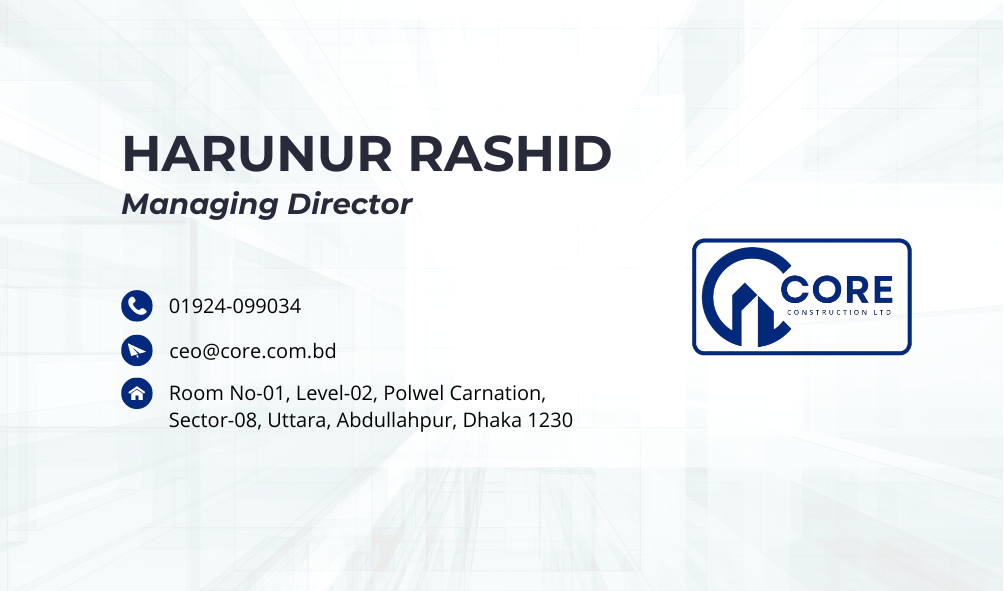 HARUNUR RASHID
Managing Director
01924-099034
ceo@core.com.bd
Room No-01, Level-02, Polwel Carnation,
Sector-08, Uttara, Abdullahpur, Dhaka 1230
CORE
CONSTRUCTION LTD